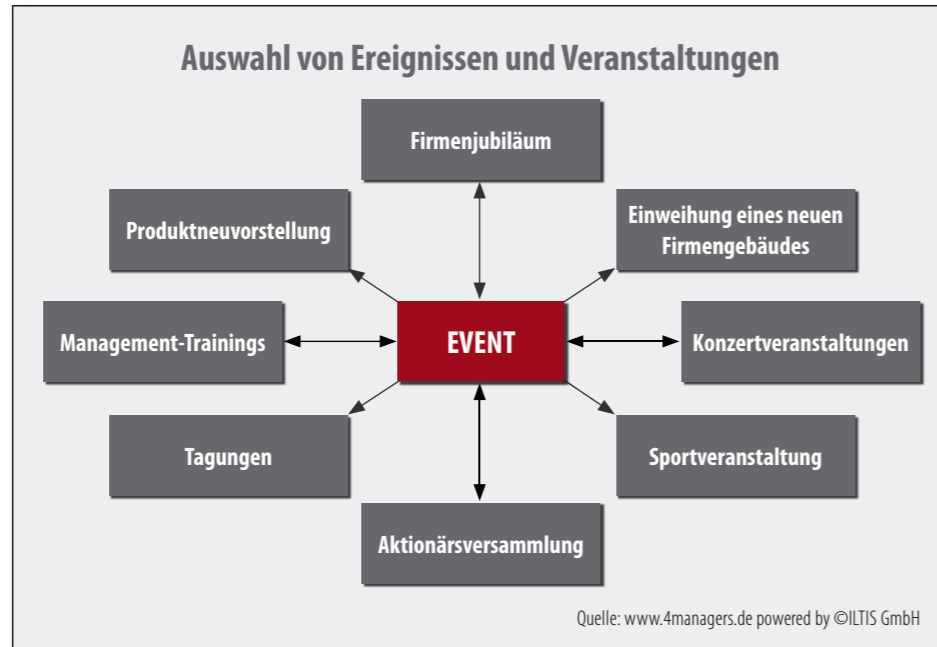 Auswahl von Ereignissen und Veranstaltungen
Firmenjubiläum
Produktneuvorstellung
Einweihung eines neuen
Firmengebäudes
Management-Trainings
EVENT
Konzertveranstaltungen
Tagungen
Sportveranstaltung
Aktionärsversammlung
Quelle: www.4managers.de powered by ©ILTIS GmbH